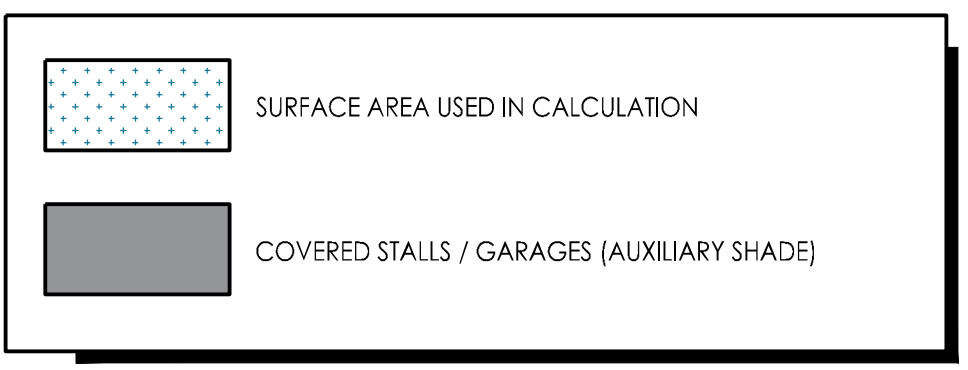 SURFACE AREA USED IN CALCULATION
COVERED STALLS / GARAGES (AUXILIARY SHADE)